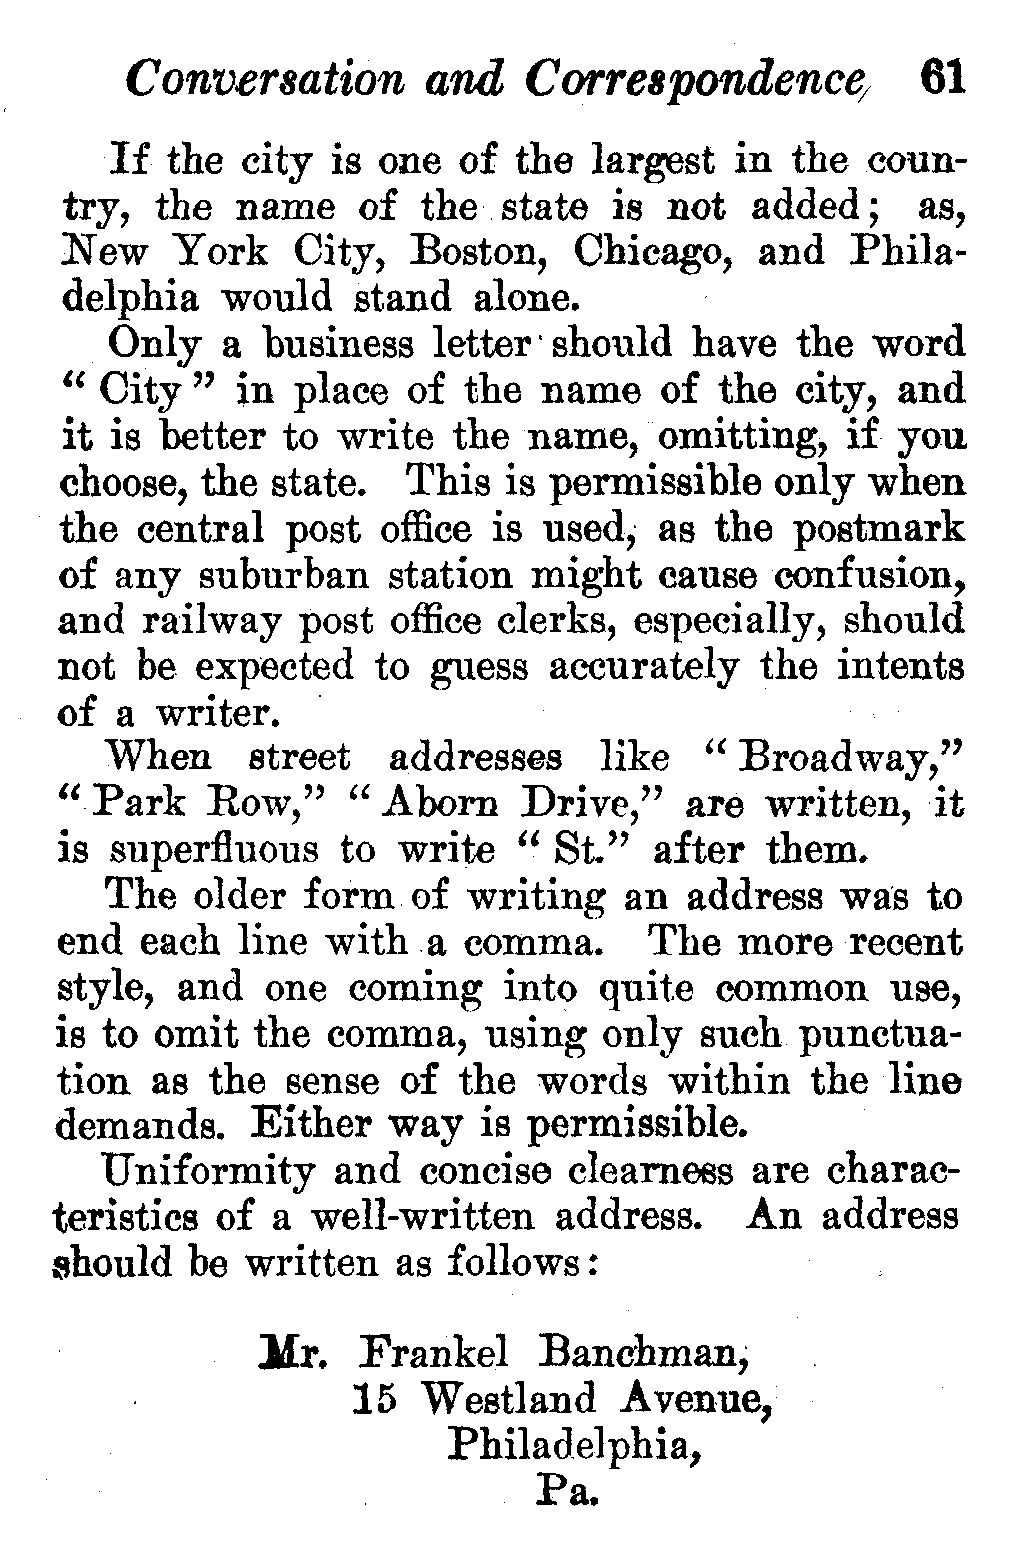 Conversation and Correspondence, 61
If the city is one of the largest in the coun-
try, the name of the state is not added; as,
New York City, Boston, Chicago, and Phila-
delphia would stand alone.
Only a business letter should have the word
“ City ” in place of the name of the city, and
it is better to write the name, omitting, if you
choose, the state. This is permissible only when
the central post office is used, as the postmark
of any suburban station might cause confusion,
and railway post office clerks, especially, should
not be expected to guess accurately the intents
of a writer.
When street addresses like “ Broadway,”
“ Park Row,” “ Aborn Drive,” are written, it
is superfluous to write “ St.” after them.
The older form of writing an address was to
end each line with a comma. The more recent
style, and one coming into quite common use,
is to omit the comma, using only such punctua-
tion as the sense of the words within the line
demands. Either way is permissible.
Uniformity and concise clearness are charac-
teristics of a well-written address. An address
should be written as follows:
Mr. Frankel Banchman,
15 Westland Avenue,
Philadelphia,
Pa.